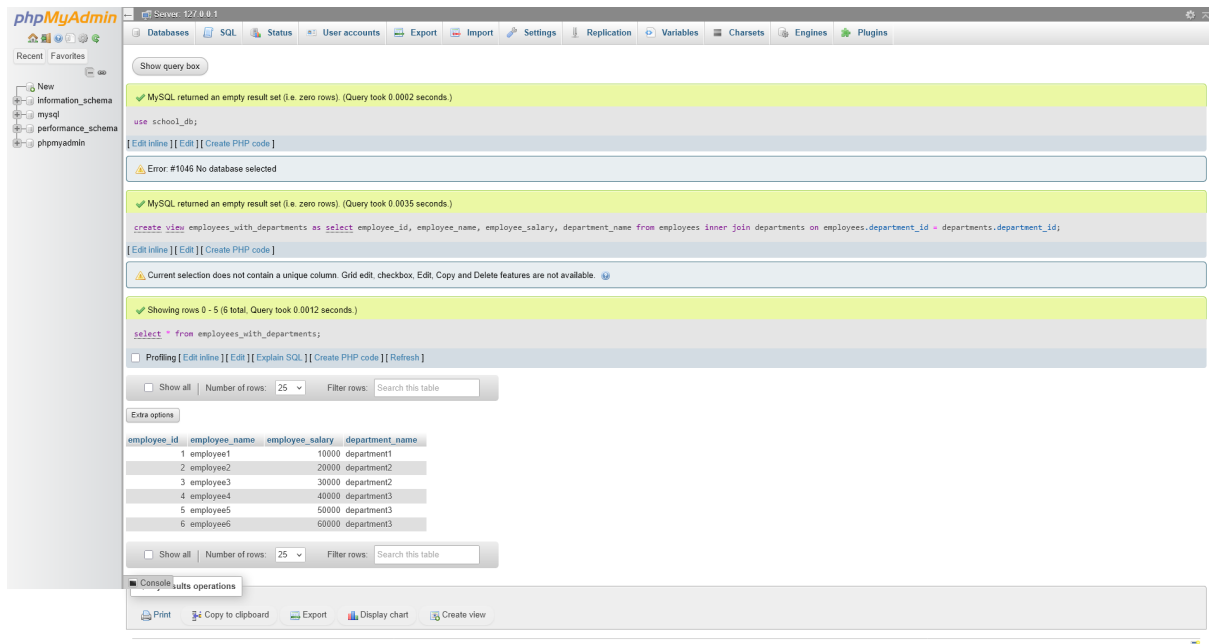 phpMyAdmin
Recent Favorites
New
information_schema
mysql
performance_schema
phpmyadmin
Server: 127.0.0.1
Databases SQL Status User accounts Export Import Settings Replication Variables Charsets Engines Plugins
Show query box
MySQL returned an empty result set (i.e. zero rows). (Query took 0.0002 seconds.)
use school_db;
[ Edit inline ] [ Edit ] [ Create PHP code ]
Error: #1046 No database selected
MySQL returned an empty result set (i.e. zero rows). (Query took 0.0035 seconds.)
create view employees_with_departments as select employee_id, employee_name, employee_salary, department_name from employees inner join departments on employees.department_id = departments.department_id;
[ Edit inline ] [ Edit ] [ Create PHP code ]
Current selection does not contain a unique column. Grid edit, checkbox, Edit, Copy and Delete features are not available.
Showing rows 0 - 5 (6 total, Query took 0.0012 seconds.)
select * from employees_with_departments;
Profiling [ Edit inline ] [ Edit ] [ Explain SQL ] [ Create PHP code ] [ Refresh ]
Show all | Number of rows: 25 Filter rows: Search this table
Extra options
employee_id employee_name employee_salary department_name
1 employee1 10000 department1
2 employee2 20000 department2
3 employee3 30000 department2
4 employee4 40000 department3
5 employee5 50000 department3
6 employee6 60000 department3
Show all | Number of rows: 25 Filter rows: Search this table
Console
operations
Print Copy to clipboard Export Display chart Create view